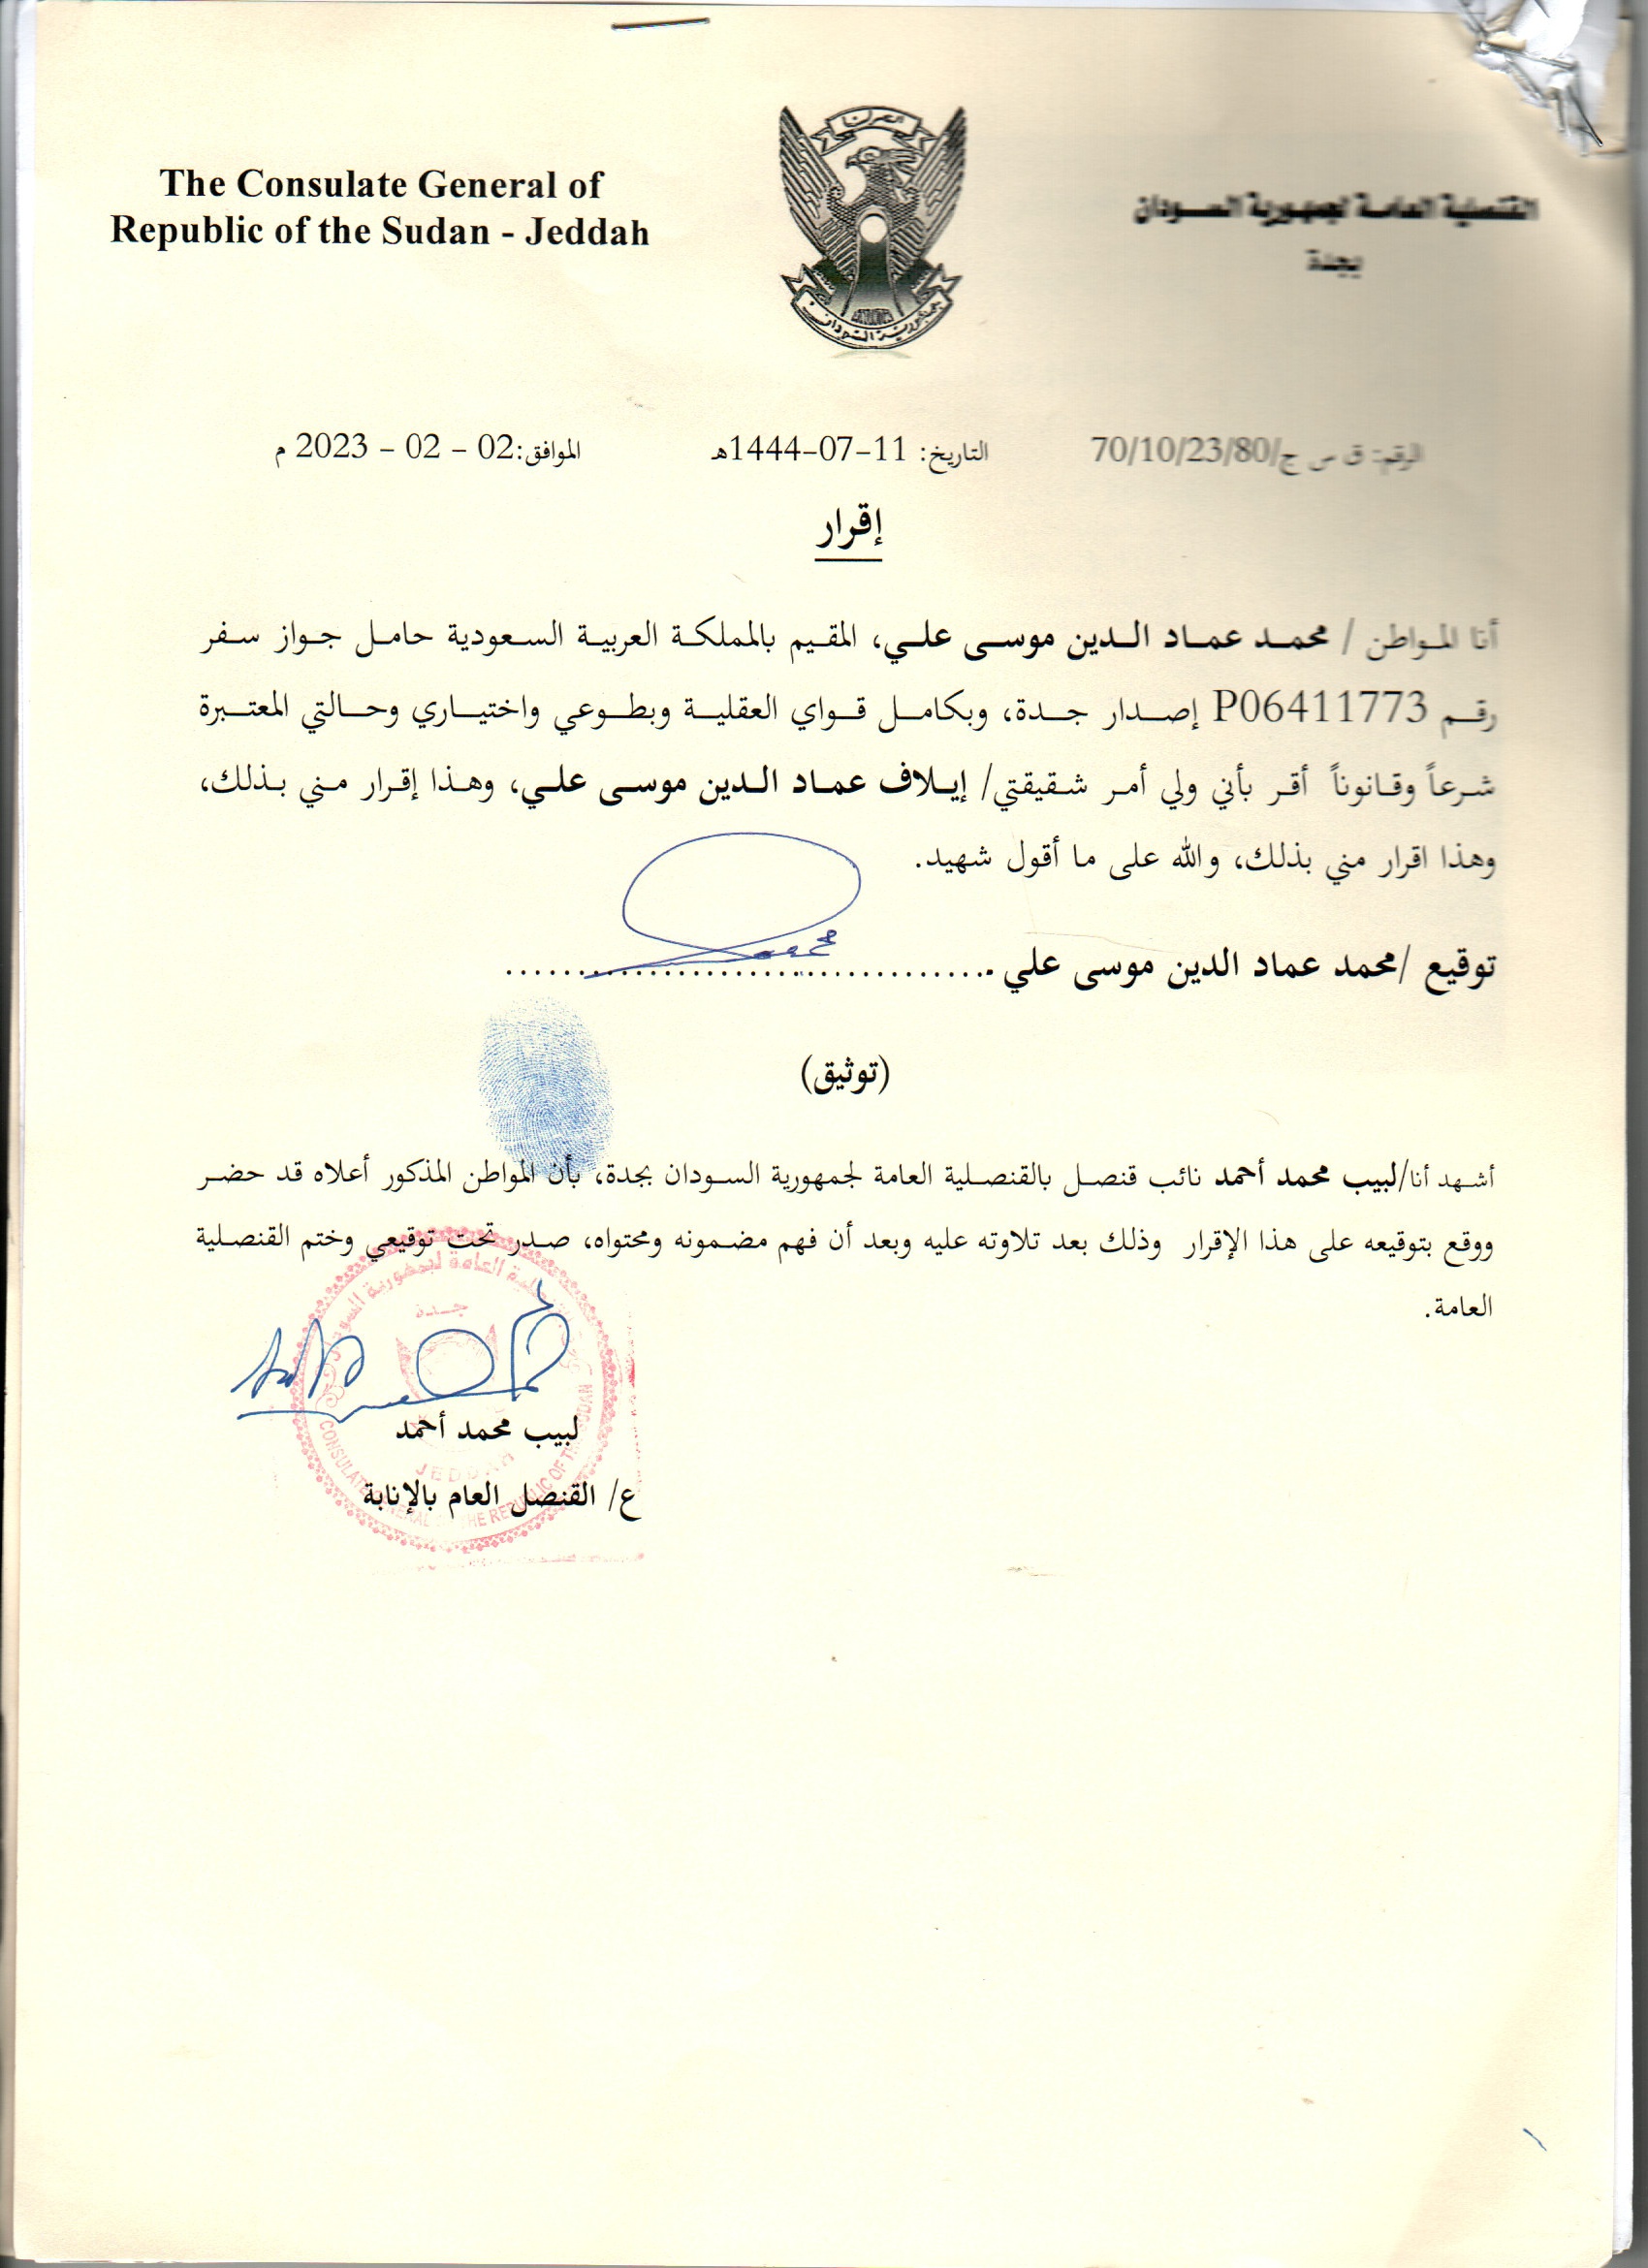 The Consulate General of
Republic of the Sudan - Jeddah
القنصلية العامة لجمهورية السودان
بجدة
جمهورية السودان
الرقم: ق س ج/70/10/23/80
التاريخ: 11-07-1444هـ
الموافق:02 - 02 - 2023 م
إقرار
أنا المواطن / محمد عماد الدين موسى علي، المقيم بالمملكة العربية السعودية حامل جواز سفر
رقم P06411773 إصدار جدة، وبكامل قواي العقلية وبطوعي واختياري وحالتي المعتبرة
شرعاً وقانوناً أقر بأني ولي أمر شقيقتي/ إيلاف عماد الدين موسى علي، وهذا إقرار مني بذلك،
وهذا اقرار مني بذلك، والله على ما أقول شهيد.
توقيع /محمد عماد الدين موسى علي .......................................
محمد
(توثيق)
أشهد أنا/لبيب محمد أحمد نائب قنصل بالقنصلية العامة لجمهورية السودان بجدة، بأن المواطن المذكور أعلاه قد حضر
ووقع بتوقيعه على هذا الإقرار وذلك بعد تلاوته عليه وبعد أن فهم مضمونه ومحتواه، صدر تحت توقيعي وختم القنصلية
العامة.
العامة لجمهورية السودان
جدة
لبيب محمد أحمد
JEDDAH
ع/ القنصل العام بالإنابة
CONSULATE GENERAL OF THE REPUBLIC OF THE SUDAN